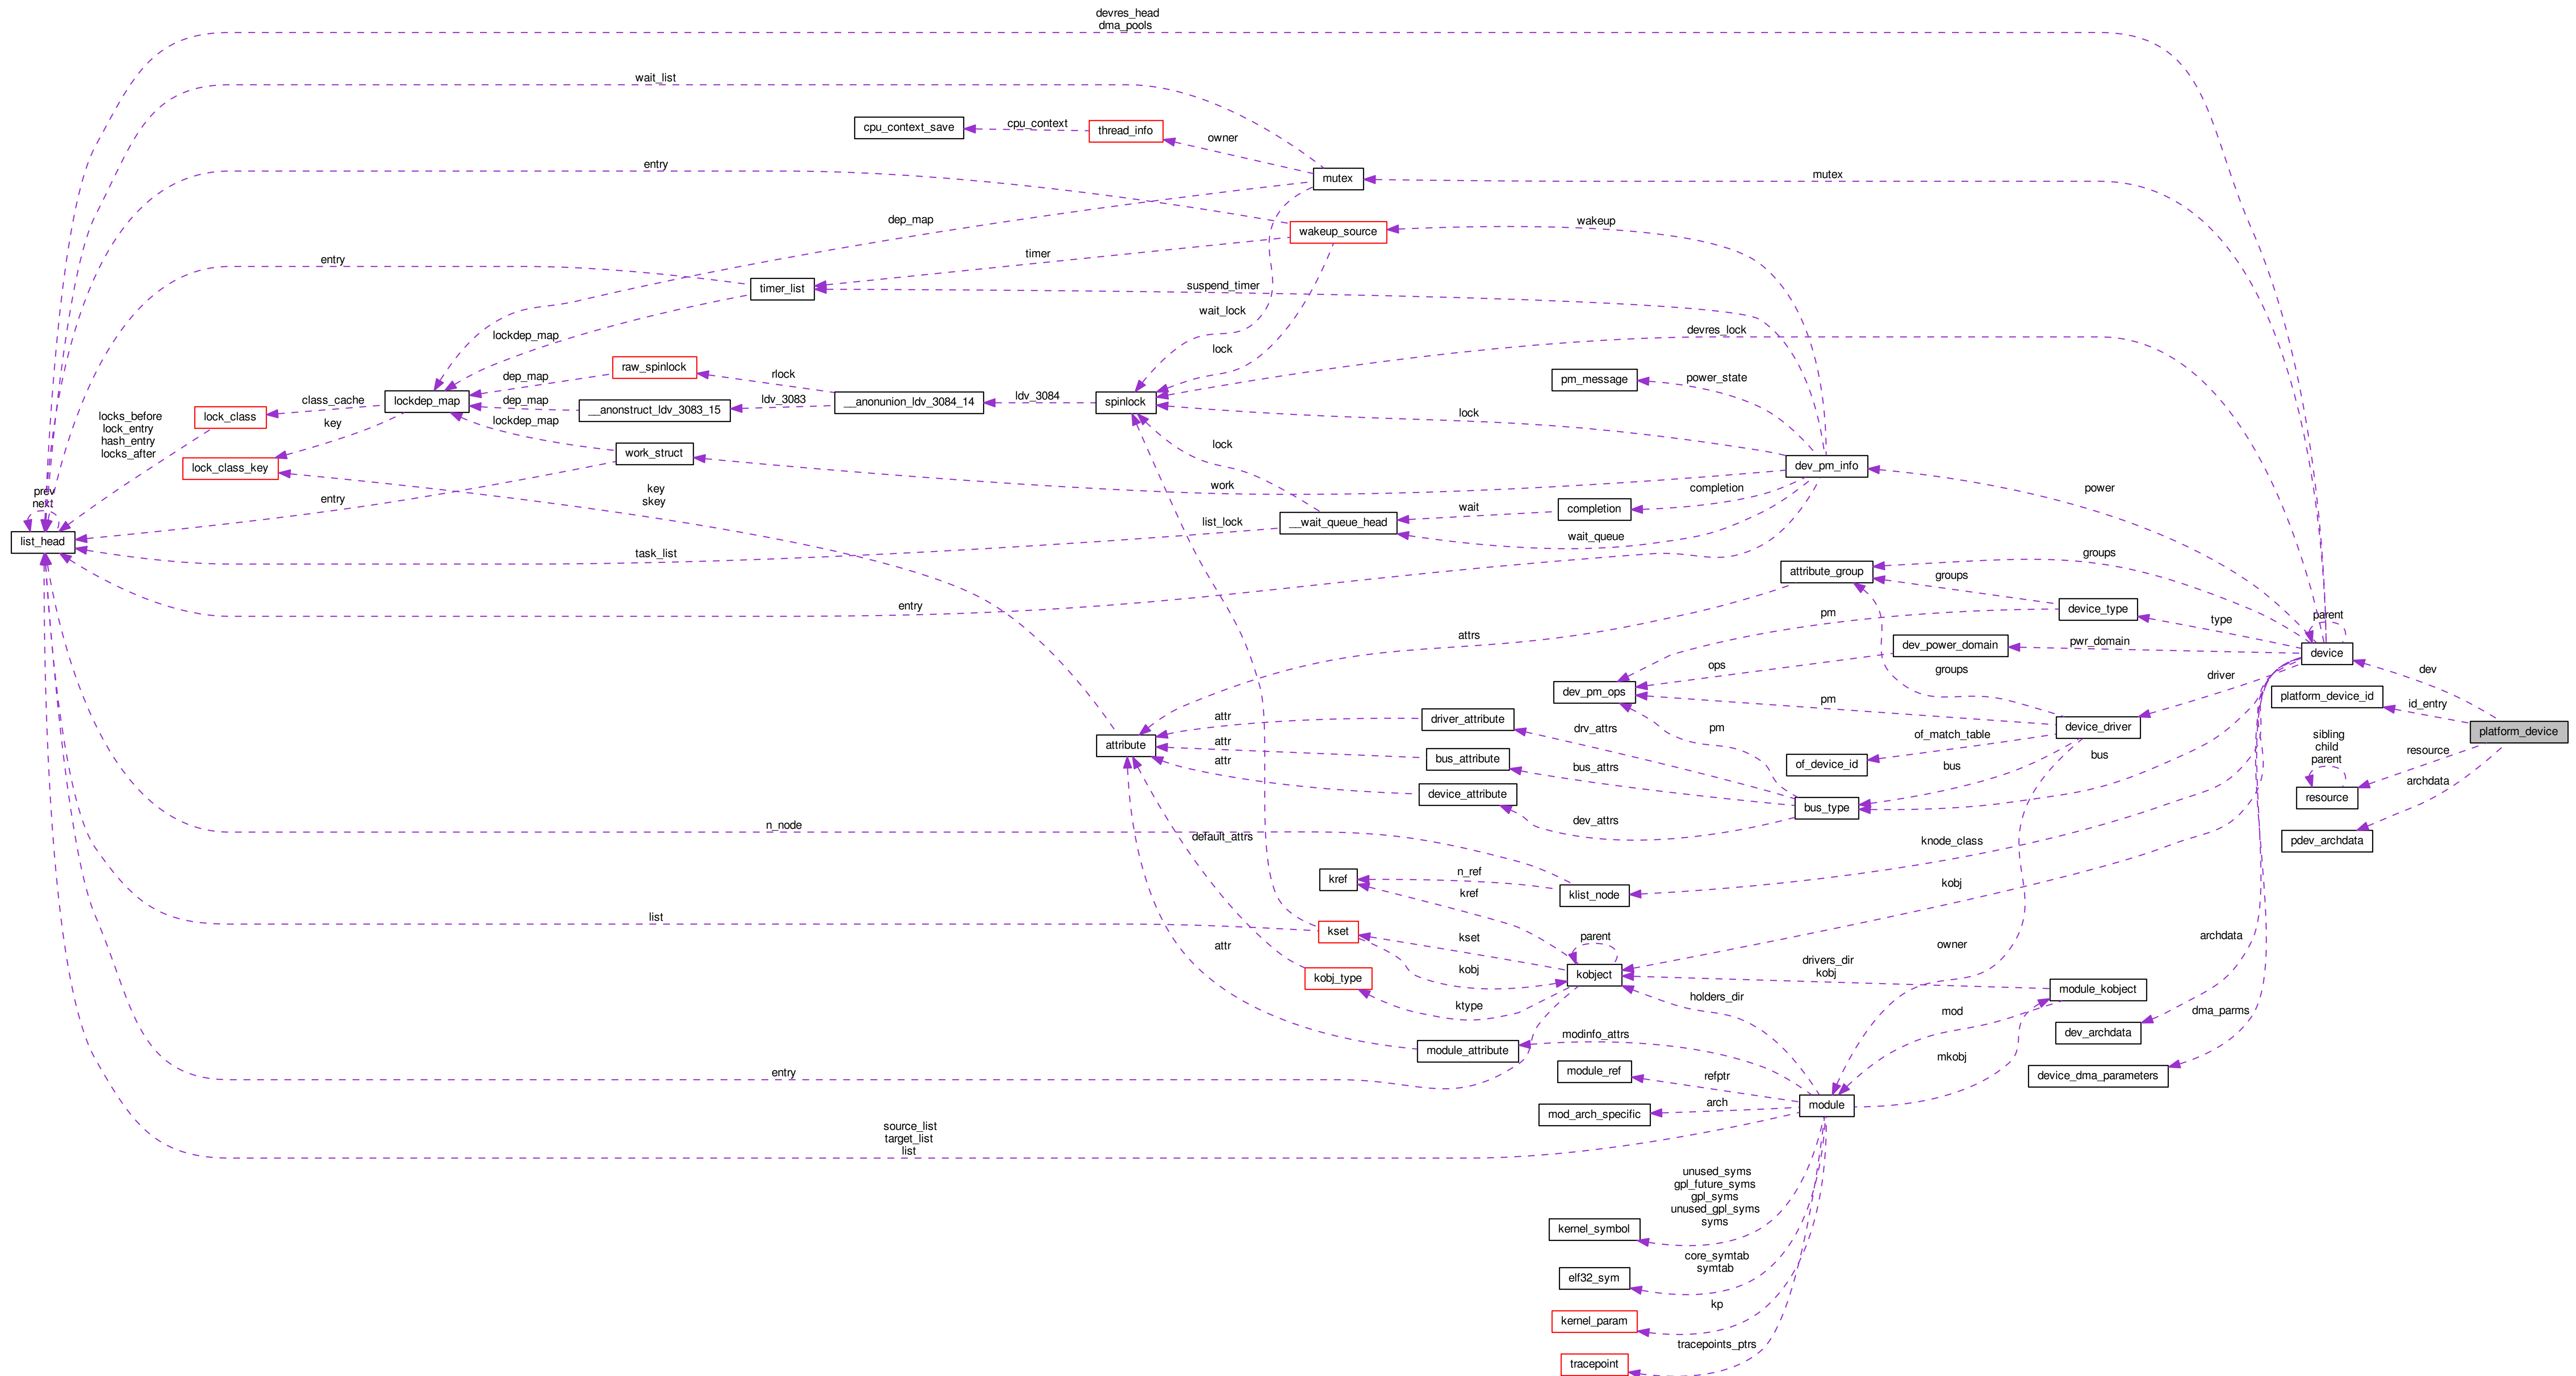 devres_head
dma_pools
wait_list
cpu_context_save
cpu_context
thread_info
owner
mutex
mutex
entry
dep_map
wakeup_source
wakeup
timer
entry
timer_list
suspend_timer
wait_lock
lockdep_map
lock
devres_lock
raw_spinlock
dep_map
rlock
pm_message
power_state
lockdep_map
class_cache
lock_class
dep_map
__anonstruct_ldv_3083_15
ldv_3083
__anonunion_ldv_3084_14
ldv_3084
spinlock
lock
locks_before
lock_entry
hash_entry
locks_after
key
lockdep_map
work_struct
lock
lock_class_key
dev_pm_info
work
completion
power
key
skey
prev
next
entry
list_lock
__wait_queue_head
wait
completion
wait_queue
list_head
task_list
attribute_group
groups
groups
entry
device_type
type
parent
device
pm
attrs
dev_power_domain
pwr_domain
ops
groups
driver
dev
dev_pm_ops
pm
platform_device_id
id_entry
driver_attribute
attr
drv_attrs
pm
device_driver
of_match_table
platform_device
attribute
attr
bus_attribute
bus_attrs
of_device_id
bus
bus
sibling
child
parent
resource
attr
device_attribute
resource
archdata
bus_type
dev_attrs
n_node
default_attrs
knode_class
pdev_archdata
kref
n_ref
kref
klist_node
kobj
list
kset
kset
parent
owner
archdata
attr
kobj
kobject
drivers_dir
kobj
kobj_type
ktype
holders_dir
module_kobject
mod
dma_parms
dev_archdata
modinfo_attrs
module_attribute
mkobj
entry
module_ref
refptr
device_dma_parameters
arch
module
mod_arch_specific
source_list
target_list
list
unused_syms
gpl_future_syms
gpl_syms
unused_gpl_syms
syms
kernel_symbol
core_symtab
symtab
elf32_sym
kp
kernel_param
tracepoints_ptrs
tracepoint